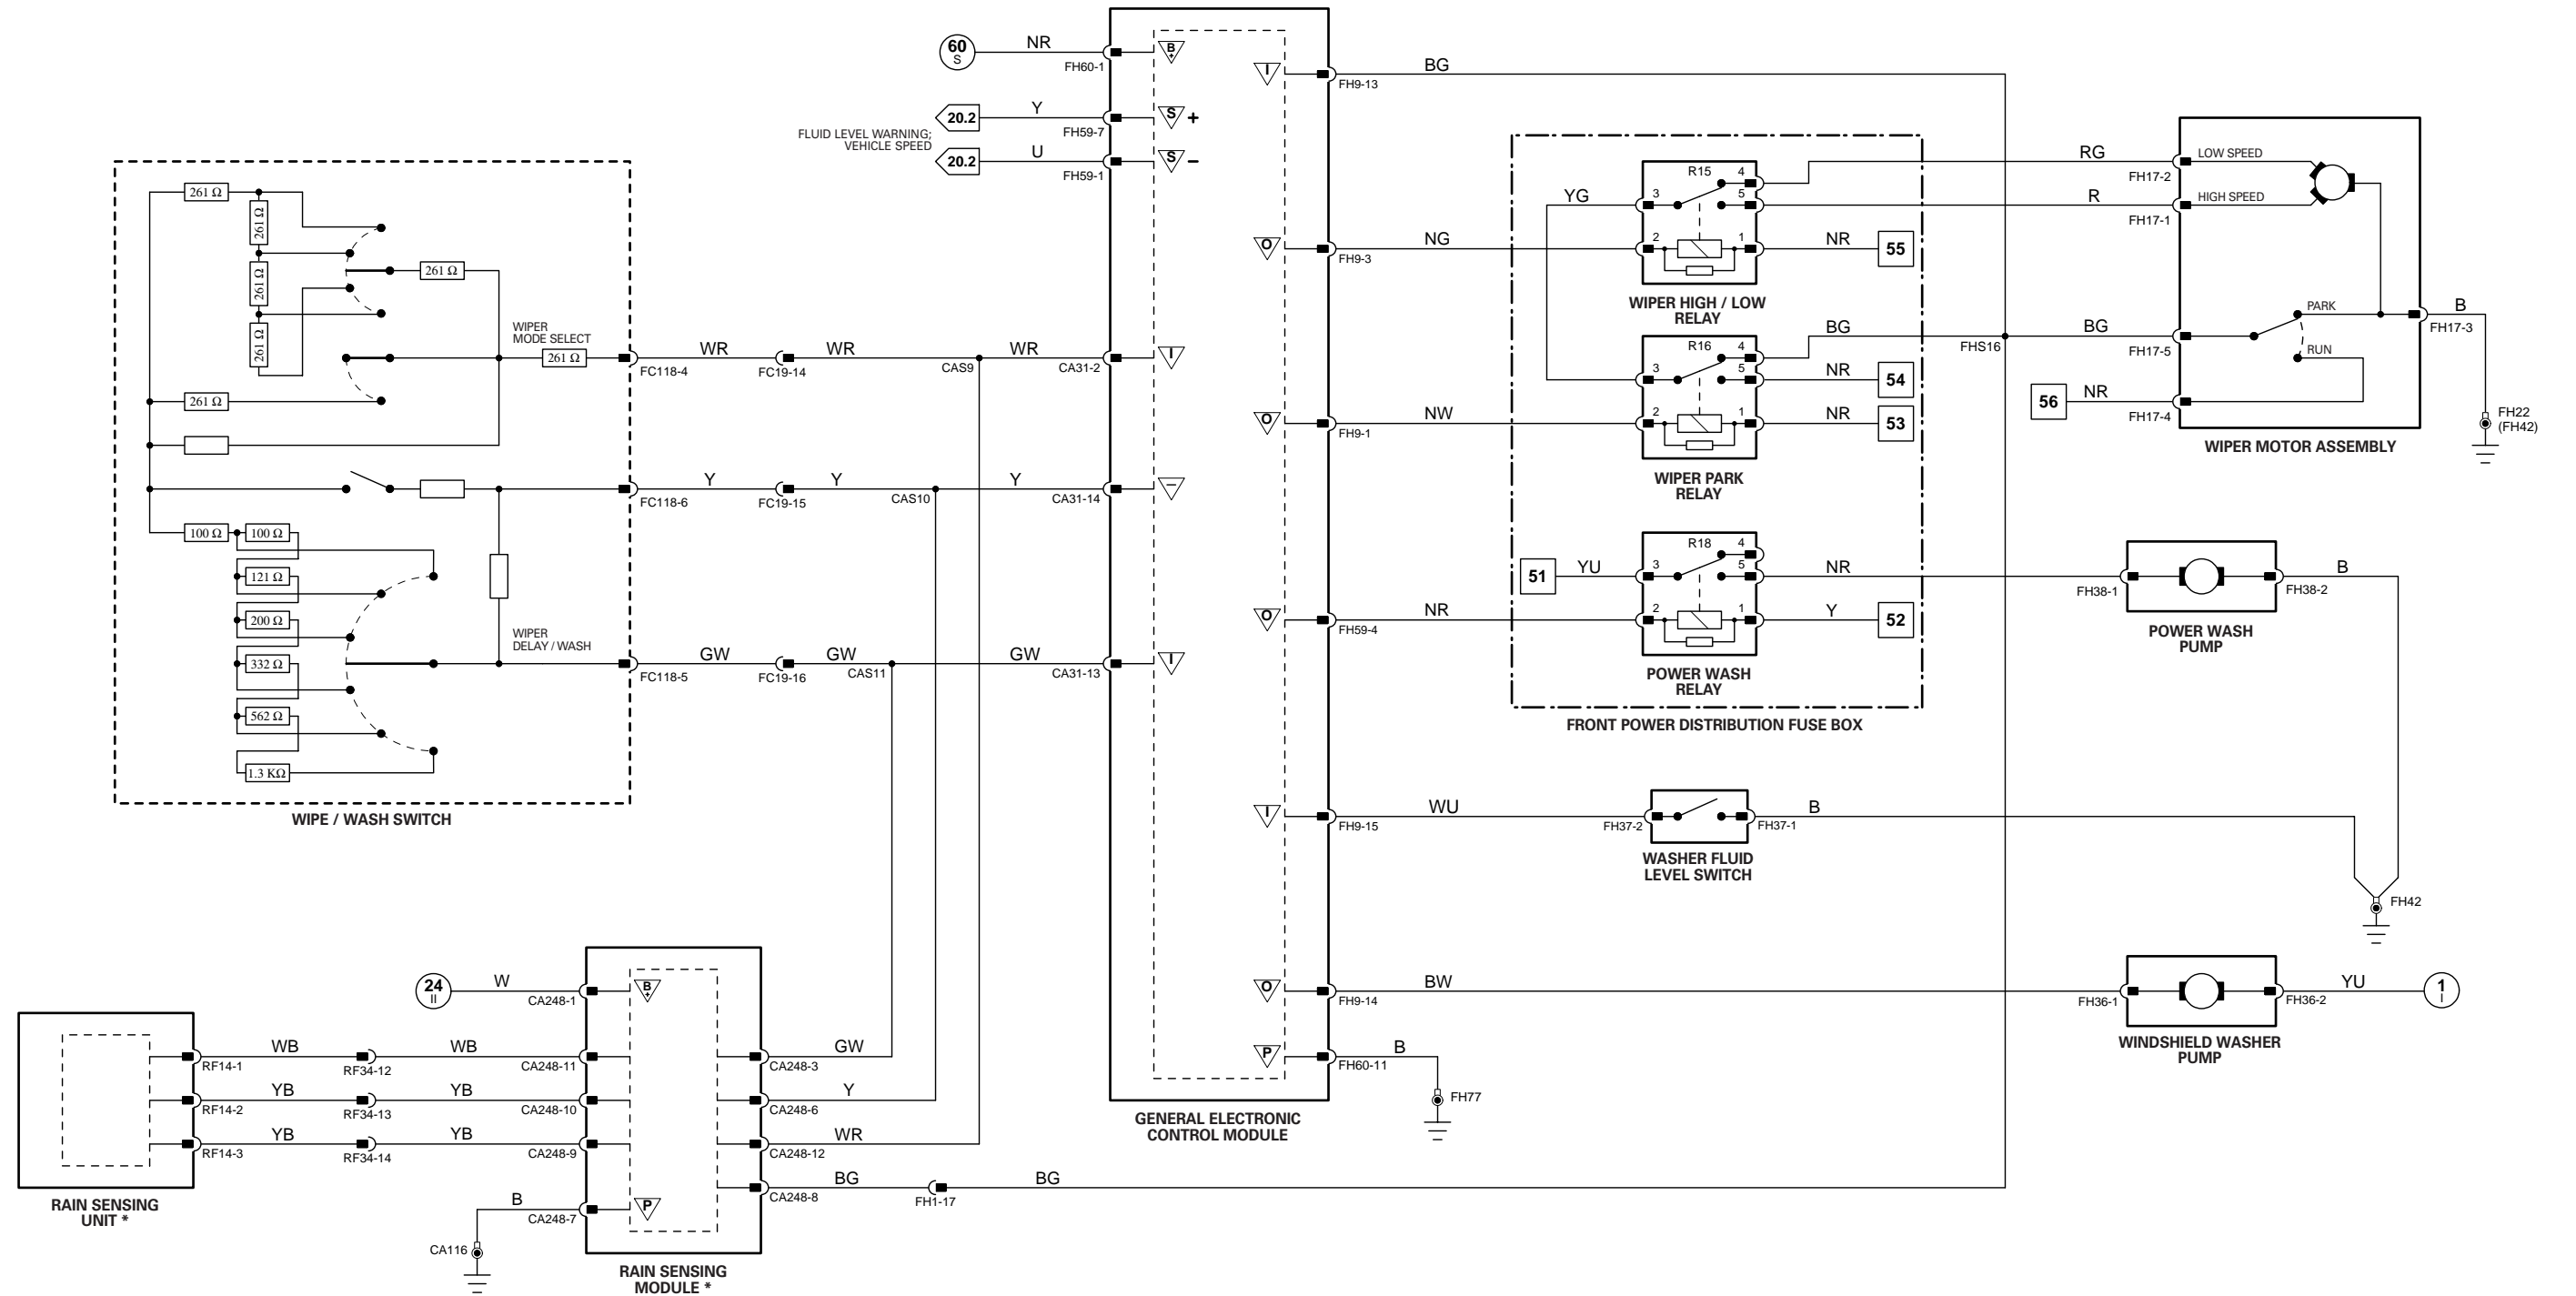 60
S
NR
FH60-1
B
+
I
FH9-13
BG
20.2
Y
FH59-7
S +
FLUID LEVEL WARNING;
VEHICLE SPEED
20.2
U
FH59-1
S –
261 Ω
261 Ω
261 Ω
261 Ω
261 Ω
WIPER
MODE SELECT
261 Ω
261 Ω
FC118-4
WR
FC19-14
WR
CAS9
WR
CA31-2
I
FC118-6
Y
FC19-15
Y
CAS10
Y
CA31-14
–
100 Ω
100 Ω
121 Ω
200 Ω
332 Ω
562 Ω
1.3 KΩ
WIPER
DELAY / WASH
FC118-5
GW
FC19-16
GW
CAS11
GW
CA31-13
I
WIPE / WASH SWITCH
O
FH9-3
NG
O
FH9-1
NW
O
FH59-4
NR
I
FH9-15
WU
O
FH9-14
BW
P
FH60-11
B
FH77
GENERAL ELECTRONIC
CONTROL MODULE
YG
R15
4
3
5
2
1
NR
55
WIPER HIGH / LOW
RELAY
R16
4
3
5
2
1
BG
NR
54
NR
53
WIPER PARK
RELAY
51
YU
R18
4
3
5
2
1
NR
Y
52
POWER WASH
RELAY
FRONT POWER DISTRIBUTION FUSE BOX
FHS16
RG
FH17-2
LOW SPEED
R
FH17-1
HIGH SPEED
BG
FH17-5
PARK
RUN
56
NR
FH17-4
B
FH17-3
FH22
(FH42)
WIPER MOTOR ASSEMBLY
FH38-1
FH38-2
B
POWER WASH
PUMP
FH37-2
FH37-1
B
WASHER FLUID
LEVEL SWITCH
FH42
FH36-1
FH36-2
YU
1
I
WINDSHIELD WASHER
PUMP
24
II
W
CA248-1
B
+
RF14-1
WB
RF34-12
WB
CA248-11
RF14-2
YB
RF34-13
YB
CA248-10
RF14-3
YB
RF34-14
YB
CA248-9
B
CA248-7
P
CA116
CA248-3
GW
CA248-6
Y
CA248-12
WR
CA248-8
BG
FH1-17
BG
RAIN SENSING
UNIT *
RAIN SENSING
MODULE *